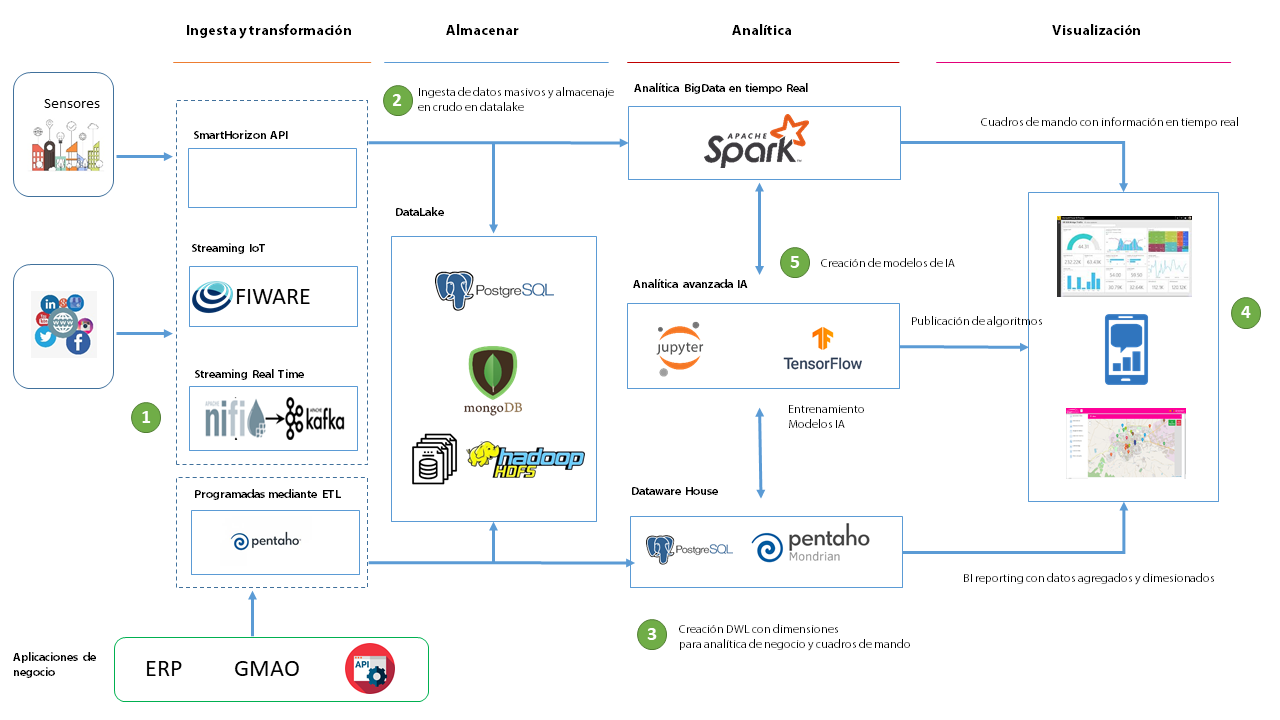 Ingesta y transformación
Almacenar
Analítica
Visualización
Sensores
SmartHorizon API
Streaming IoT
FIWARE
Streaming Real Time
APACHE
nifi
APACHE
kafka
1
Programadas mediante ETL
pentaho
Aplicaciones de
negocio
ERP
GMAO
API
2
Ingesta de datos masivos y almacenaje
en crudo en datalake
DataLake
PostgreSQL
mongoDB
hadoop
HDFS
Analítica BigData en tiempo Real
APACHE
Spark
5
Creación de modelos de IA
Analítica avanzada IA
jupyter
TensorFlow
Entrenamiento
Modelos IA
Dataware House
PostgreSQL
pentaho
Mondrian
3
Creación DWL con dimensiones
para analítica de negocio y cuadros de mando
Cuadros de mando con información en tiempo real
Publicación de algoritmos
4
BI reporting con datos agregados y dimesionados